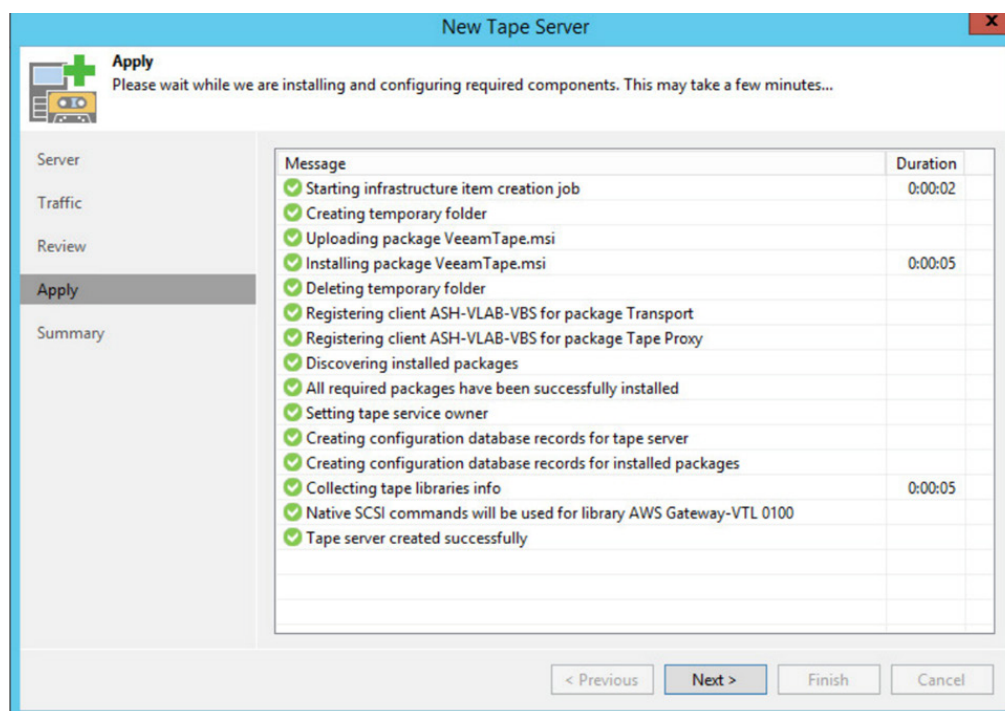 New Tape Server
x
Apply
Please wait while we are installing and configuring required components. This may take a few minutes...
Server
Traffic
Review
Apply
Summary
Message Duration
Starting infrastructure item creation job 0:00:02
Creating temporary folder
Uploading package VeeamTape.msi
Installing package VeeamTape.msi 0:00:05
Deleting temporary folder
Registering client ASH-VLAB-VBS for package Transport
Registering client ASH-VLAB-VBS for package Tape Proxy
Discovering installed packages
All required packages have been successfully installed
Setting tape service owner
Creating configuration database records for tape server
Creating configuration database records for installed packages
Collecting tape libraries info 0:00:05
Native SCSI commands will be used for library AWS Gateway-VTL 0100
Tape server created successfully
< Previous Next > Finish Cancel